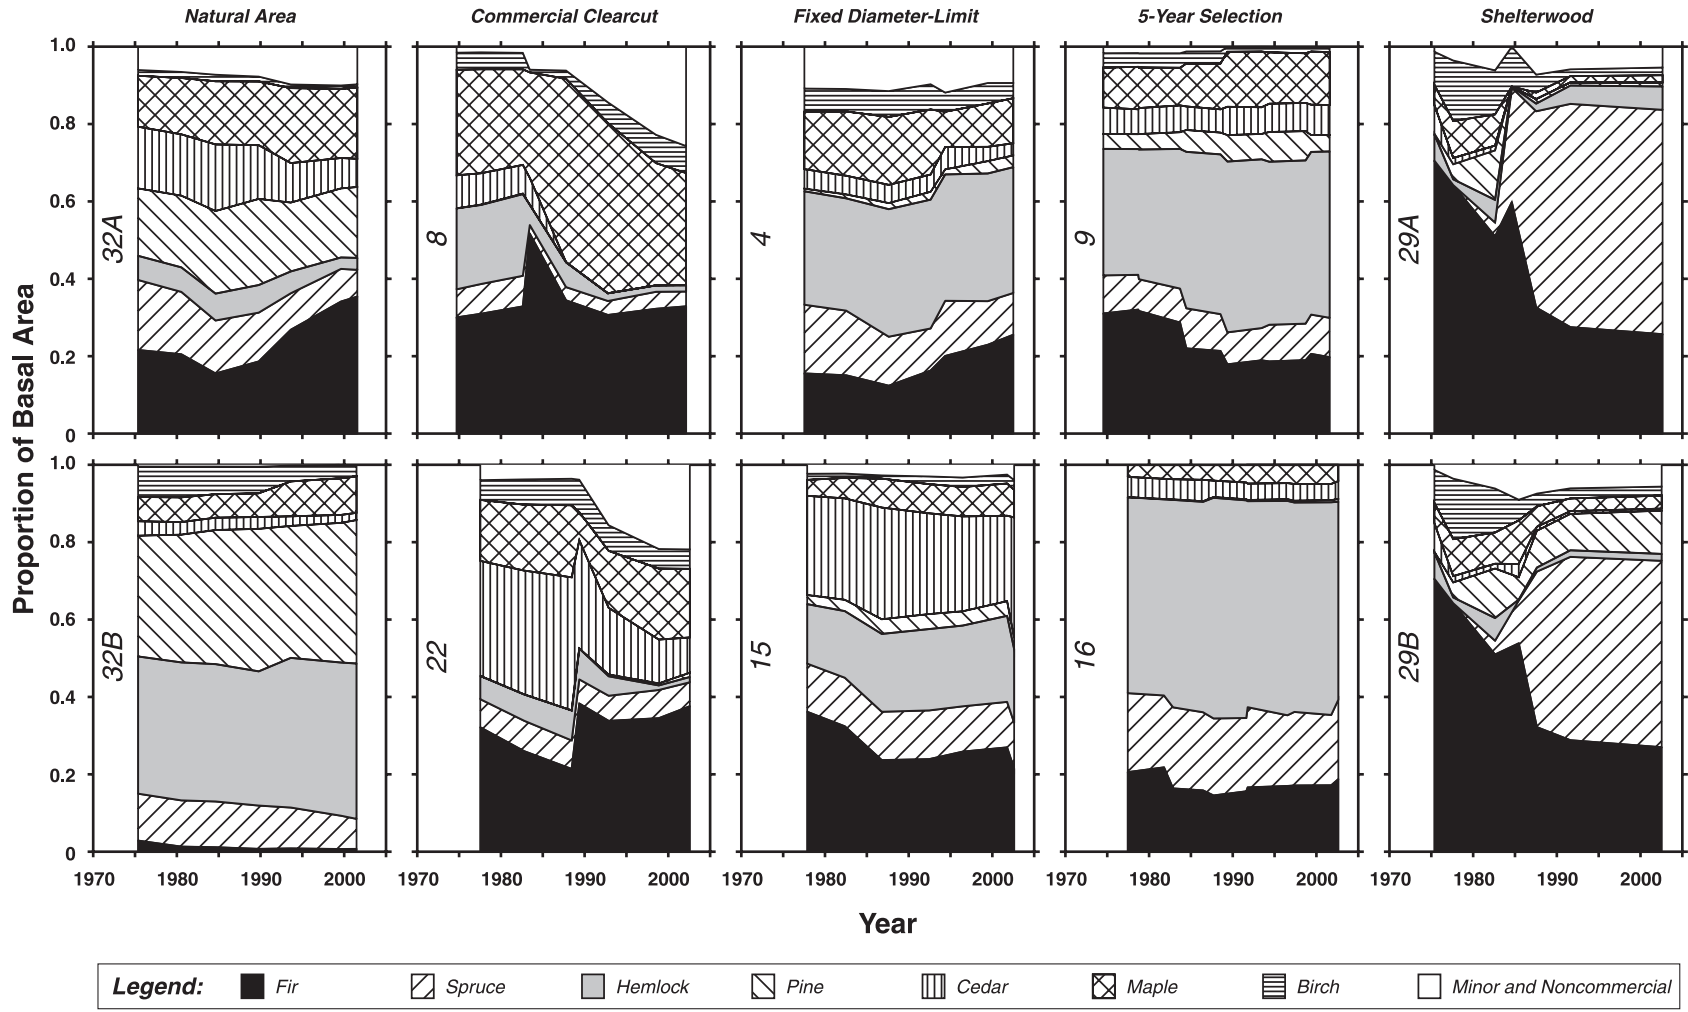 Natural Area Commercial Clearcut Fixed Diameter-Limit 5-Year Selection Shelterwood
Proportion of Basal Area
1.0
0.8
0.6
0.4
0.2
0
32A 8 4 9 29A
1.0
0.8
0.6
0.4
0.2
0
32B 22 15 16 29B
1970 1980 1990 2000 1970 1980 1990 2000 1970 1980 1990 2000 1970 1980 1990 2000 1970 1980 1990 2000
Year
Legend: Fir Spruce Hemlock Pine Cedar Maple Birch Minor and Noncommercial